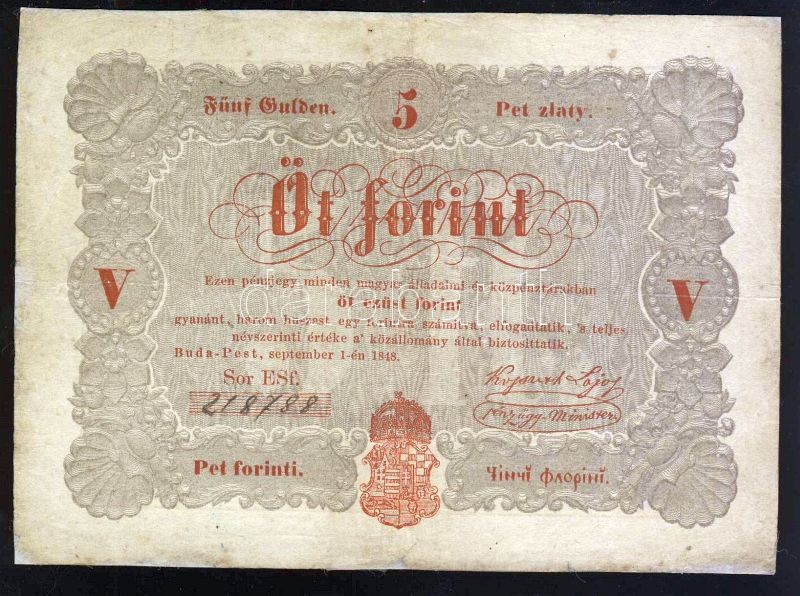 Fünf Gulden. 5 Pet zlaty.
Öt forint
V V
Ezen pénzjegy minden magyar álladalmi és közpénztárakban
öt ezüst forint
gyanánt, három húszast egy forintra számítva, elfogadtatik, 's teljes
névszerinti értéke a' közállomány által biztosittatik.
Buda-Pest, september 1-én 1848.
Sor ESf. Kossuth Lajos
218788 pénzügy-Minister
Pet forinti. Чінчї флорінї.